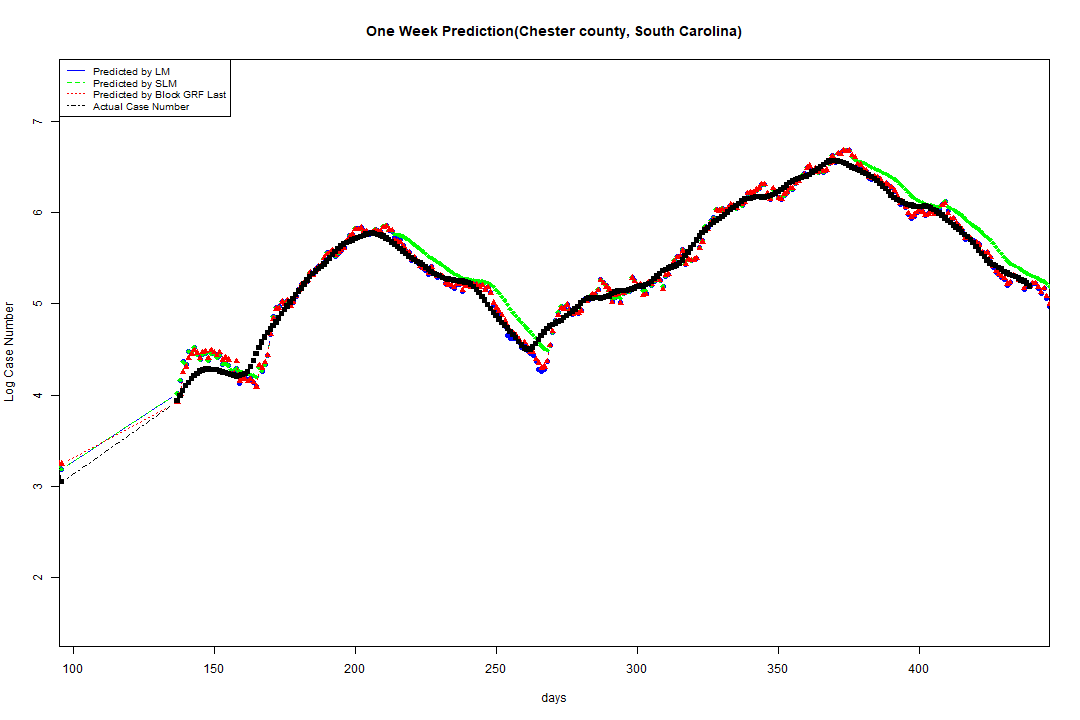 One Week Prediction(Chester county, South Carolina)
Predicted by LM
Predicted by SLM
Predicted by Block GRF Last
Actual Case Number
7
6
5
4
3
2
Log Case Number
100 150 200 250 300 350 400
days